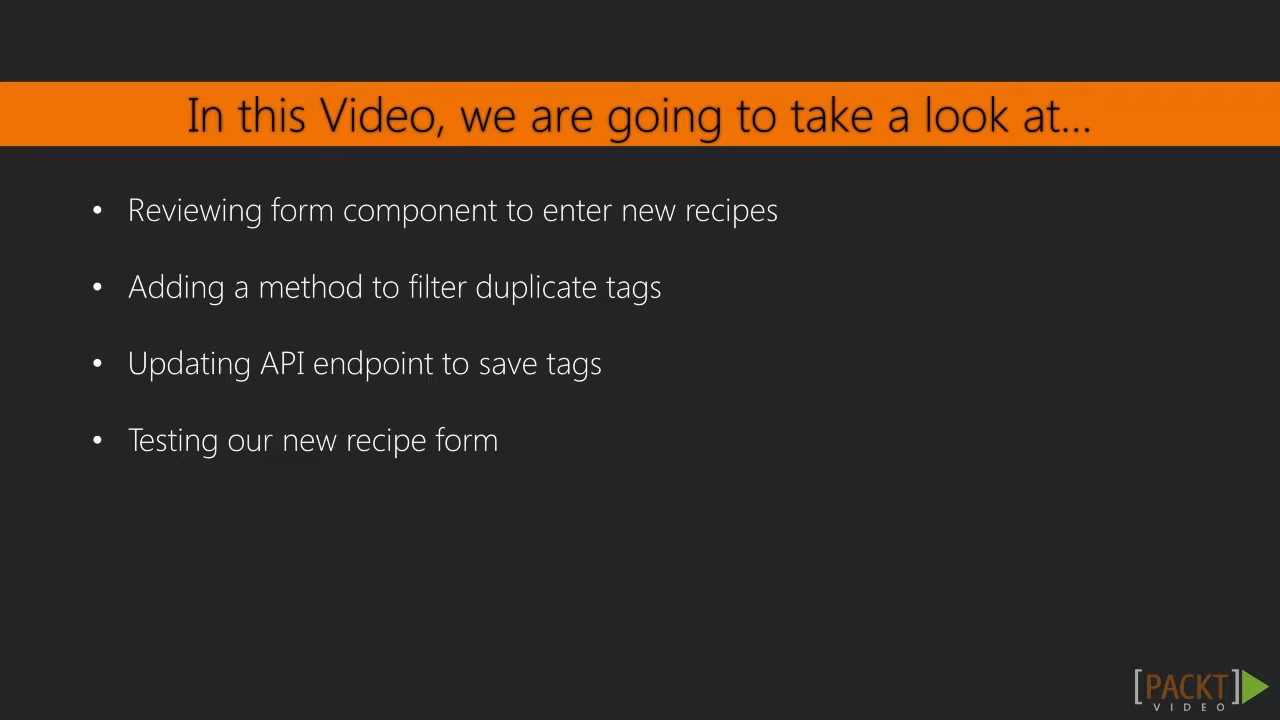 In this Video, we are going to take a look at...
• Reviewing form component to enter new recipes
• Adding a method to filter duplicate tags
• Updating API endpoint to save tags
• Testing our new recipe form
[PACKT]
VIDEO